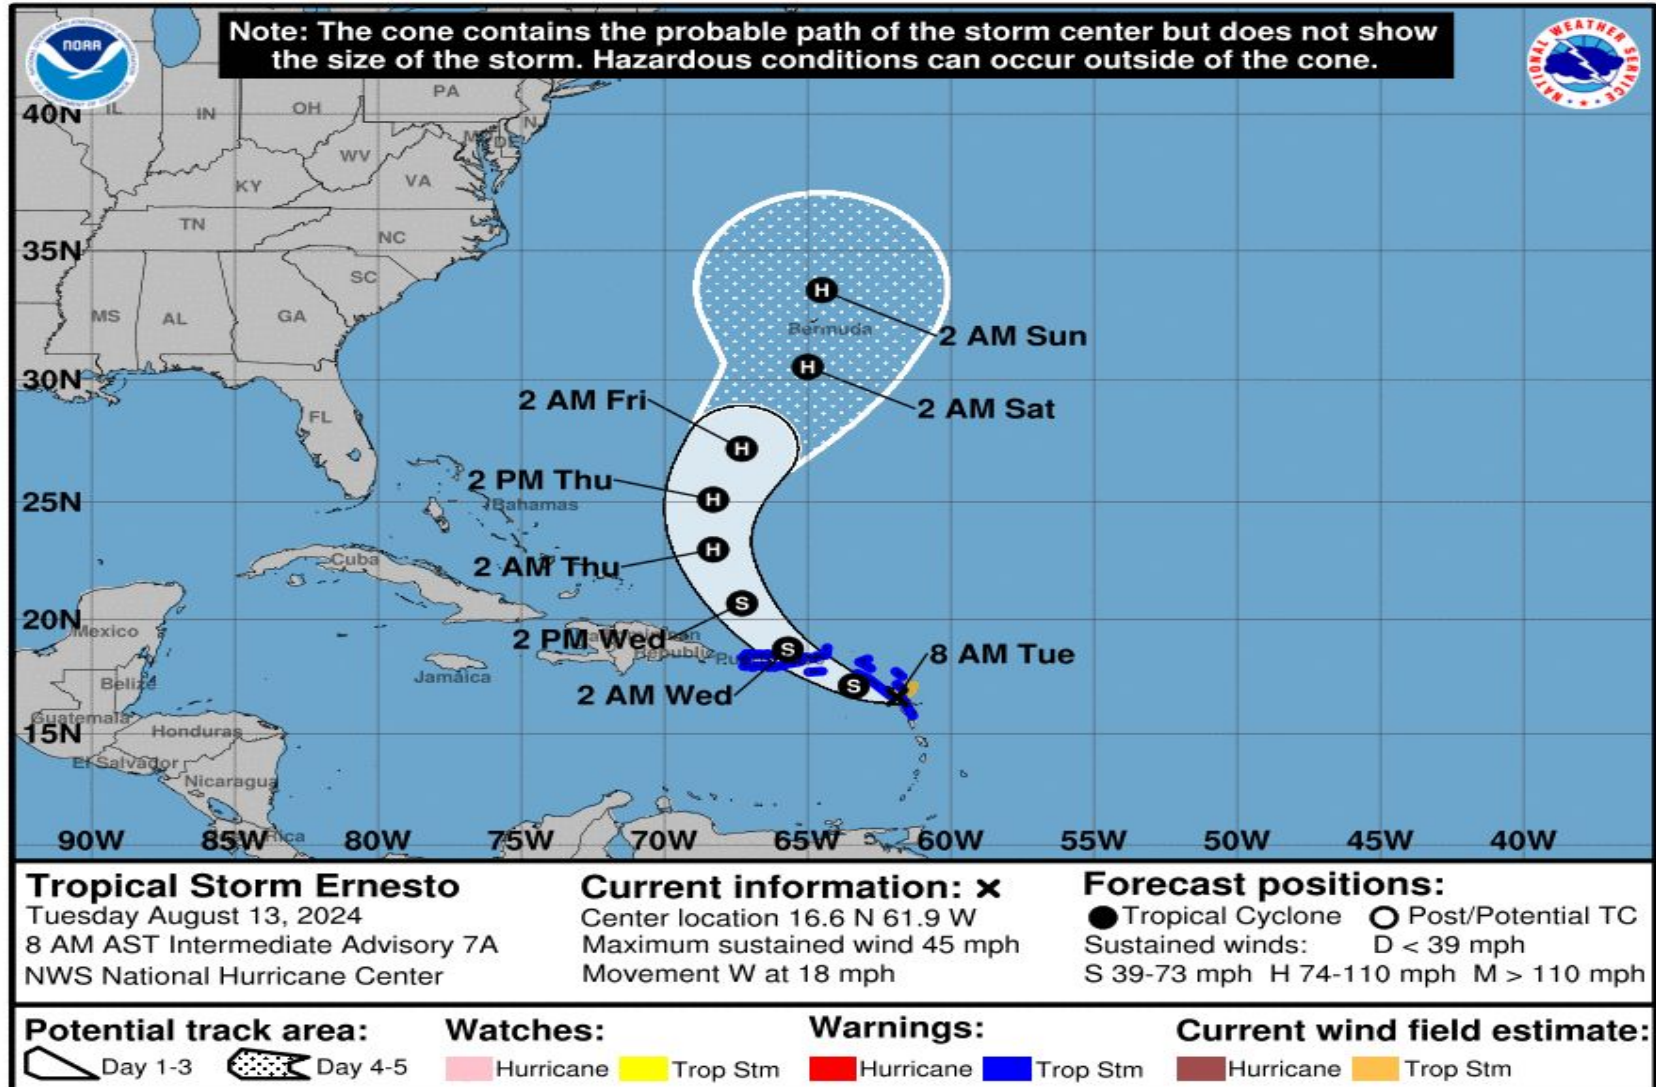 Note: The cone contains the probable path of the storm center but does not show
the size of the storm. Hazardous conditions can occur outside of the cone.
NOAA
NATIONAL WEATHER SERVICE
40N
35N
30N
25N
20N
15N
IL
IN
OH
PA
WV
VA
KY
TN
NC
SC
MS
AL
GA
FL
Bermuda
2 AM Sun
2 AM Sat
2 AM Fri
2 PM Thu
2 AM Thu
2 PM Wed
2 AM Wed
8 AM Tue
H
H
H
H
H
S
S
S
Bahamas
Cuba
Mexico
Republic
Jamaica
Belize
Guatemala
Honduras
El Salvador
Nicaragua
90W 85W 80W 75W 70W 65W 60W 55W 50W 45W 40W
Tropical Storm Ernesto
Tuesday August 13, 2024
8 AM AST Intermediate Advisory 7A
NWS National Hurricane Center
Current information: x
Center location 16.6 N 61.9 W
Maximum sustained wind 45 mph
Movement W at 18 mph
Forecast positions:
Tropical Cyclone Post/Potential TC
Sustained winds: D < 39 mph
S 39-73 mph H 74-110 mph M > 110 mph
Potential track area:
Day 1-3 Day 4-5
Watches:
Hurricane Trop Stm
Warnings:
Hurricane Trop Stm
Current wind field estimate:
Hurricane Trop Stm